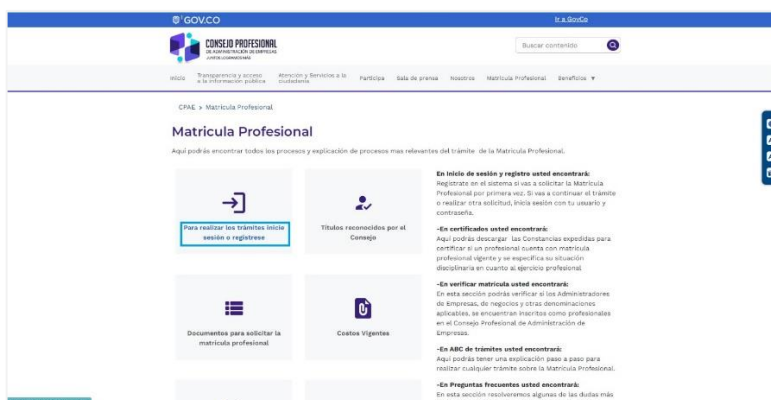 GOV.CO
Ir a GovCo
CONSEJO PROFESIONAL
DE ADMINISTRACIÓN DE EMPRESAS
Buscar contenido
Inicio
Transparencia y acceso
a la información pública
Atención y Servicios a la
ciudadanía
Participa
Sala de prensa
Nosotros
Matrícula Profesional
Beneficios
CPAE > Matrícula Profesional
Matrícula Profesional
Aquí podrás encontrar todos los procesos y explicación de procesos mas relevantes del trámite de la Matrícula Profesional.
Para realizar los trámites inicie
sesión o regístrese
Títulos reconocidos por el
Consejo
Documentos para solicitar la
matrícula profesional
Costos Vigentes
En Inicio de sesión y registro usted encontrará:
Regístrate en el sistema si vas a solicitar la Matrícula
Profesional por primera vez. Si vas a continuar el trámite
o realizar otra solicitud, inicia sesión con tu usuario y
contraseña.
-En certificados usted encontrará:
Aquí podrás descargar las Constancias expedidas para
certificar si un profesional cuenta con matrícula
profesional vigente y se especifica su situación
disciplinaria en cuanto al ejercicio profesional
-En verificar matrícula usted encontrará:
En esta sección podrás verificar si los Administradores
de Empresas, de negocios y otras denominaciones
aplicables, se encuentran inscritos como profesionales
en el Consejo Profesional de Administración de
Empresas.
-En ABC de trámites usted encontrará:
Aquí podrás tener una explicación paso a paso para
realizar cualquier trámite sobre la Matrícula Profesional.
-En Preguntas frecuentes usted encontrará:
En esta sección resolveremos algunas de las dudas más